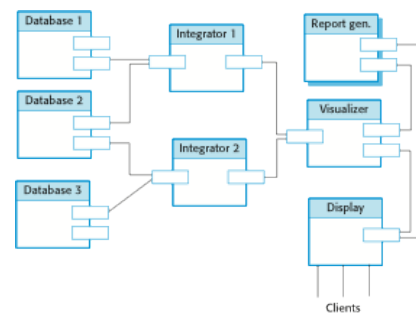 Database 1
Integrator 1
Report gen.
Database 2
Visualizer
Integrator 2
Database 3
Display
Clients